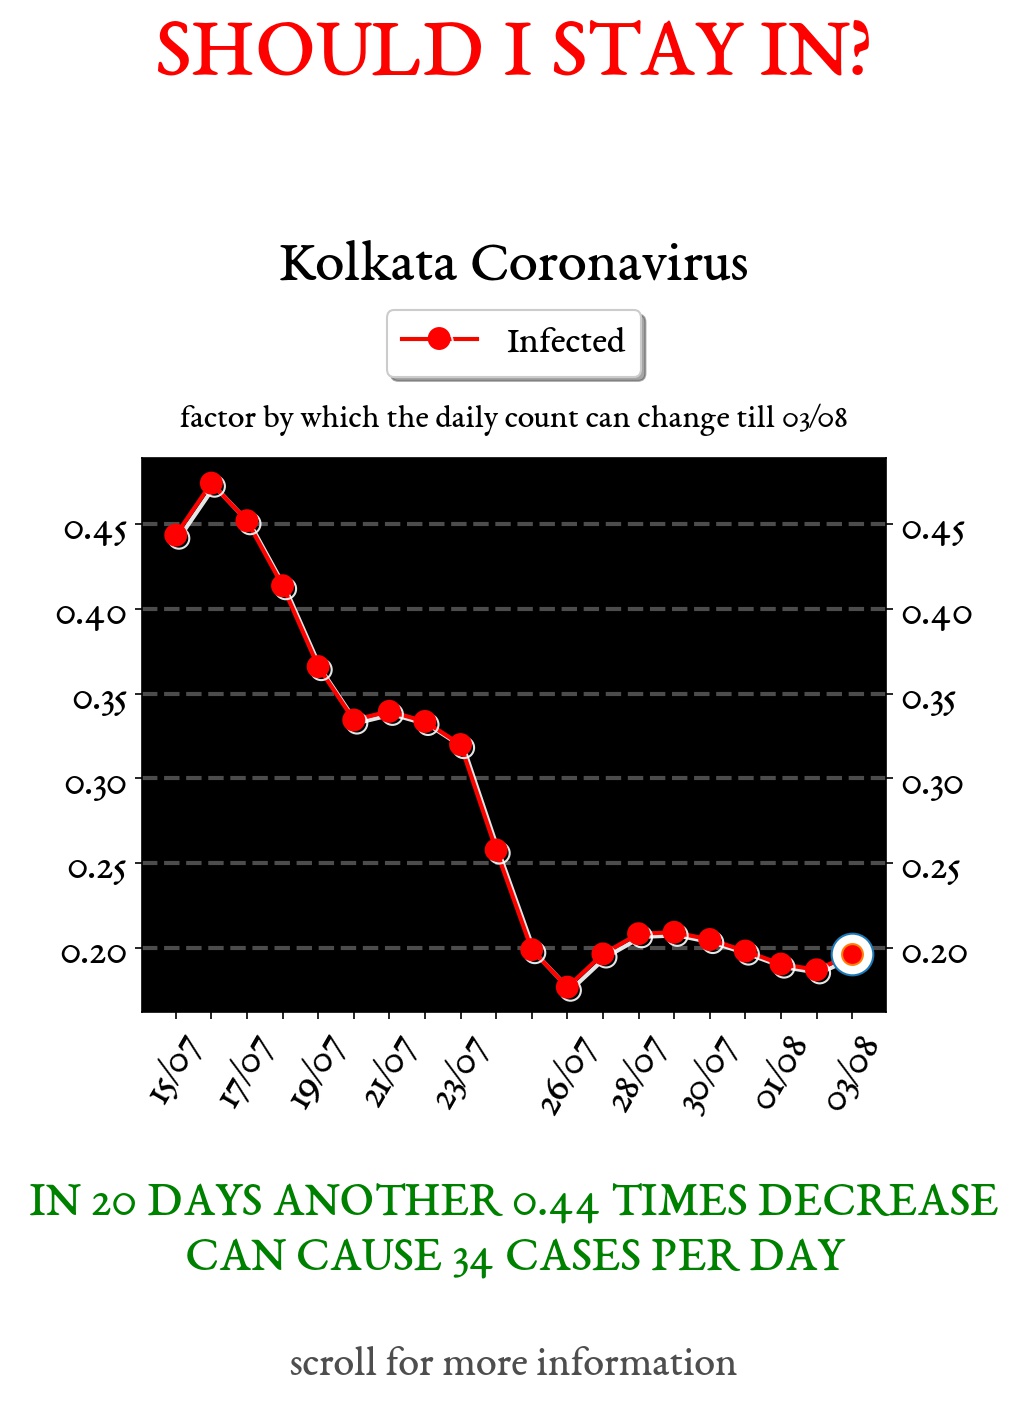 SHOULD I STAY IN?
Kolkata Coronavirus
Infected
factor by which the daily count can change till 03/08
0.45 0.45
0.40 0.40
0.35 0.35
0.30 0.30
0.25 0.25
0.20 0.20
15/07 17/07 19/07 21/07 23/07 26/07 28/07 30/07 01/08 03/08
IN 20 DAYS ANOTHER 0.44 TIMES DECREASE
CAN CAUSE 34 CASES PER DAY
scroll for more information